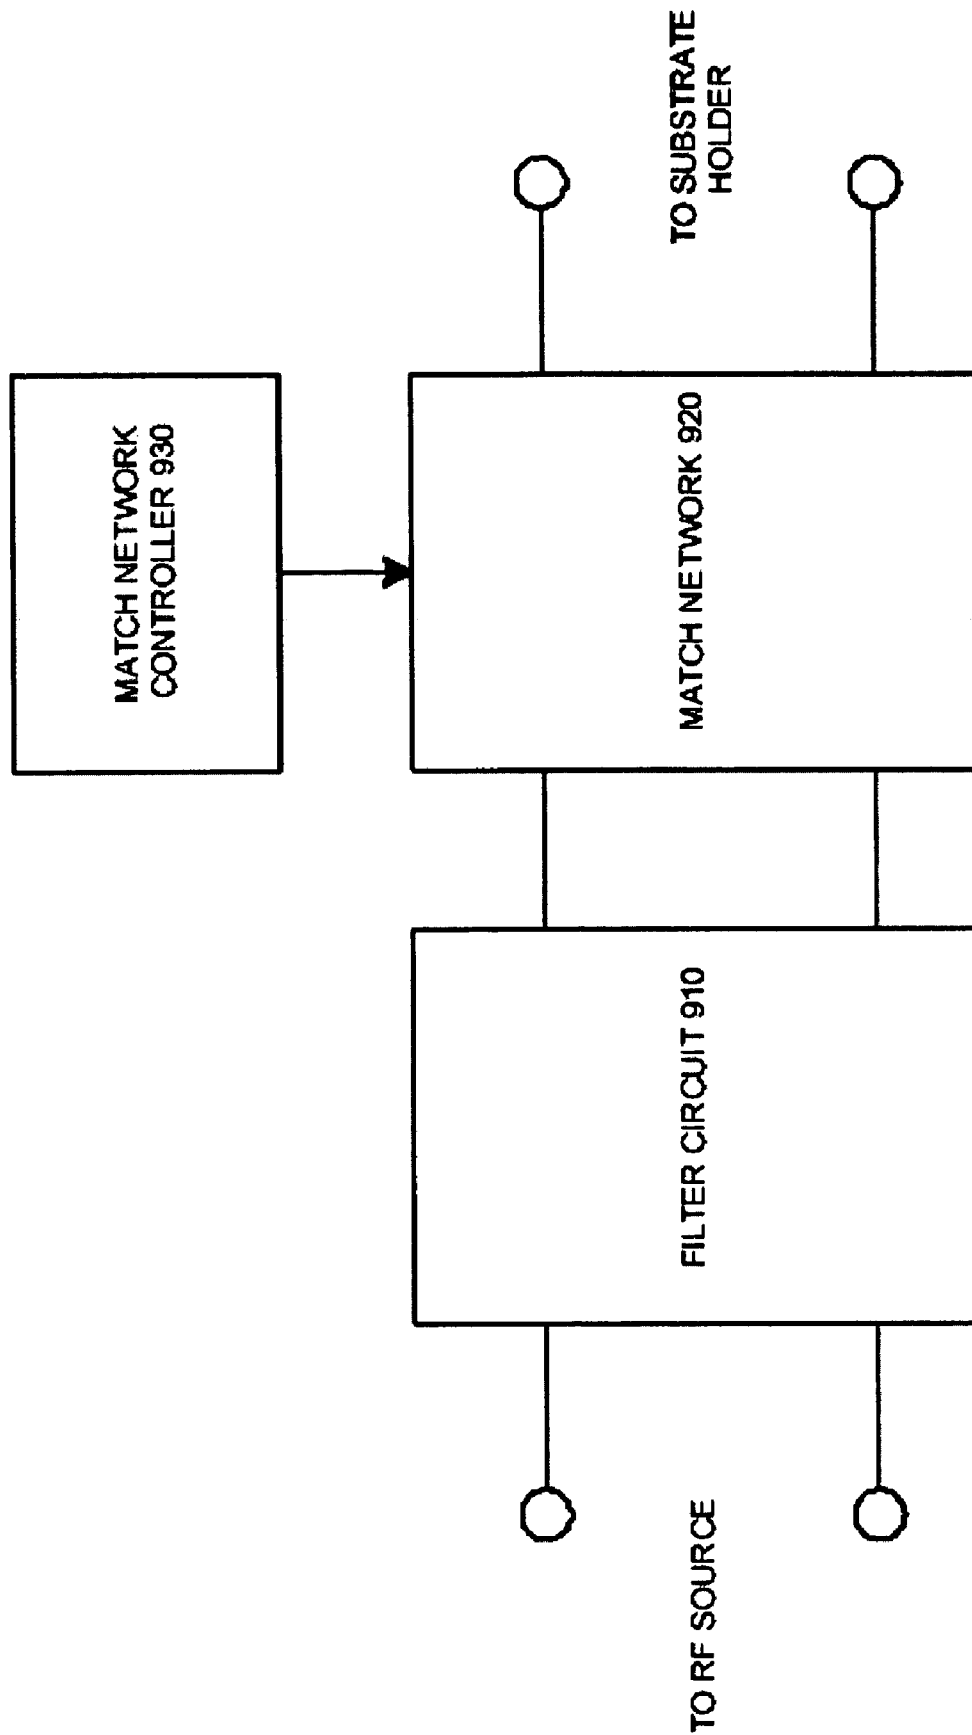 MATCH NETWORK
CONTROLLER 930
TO RF SOURCE
FILTER CIRCUIT 910
MATCH NETWORK 920
TO SUBSTRATE
HOLDER